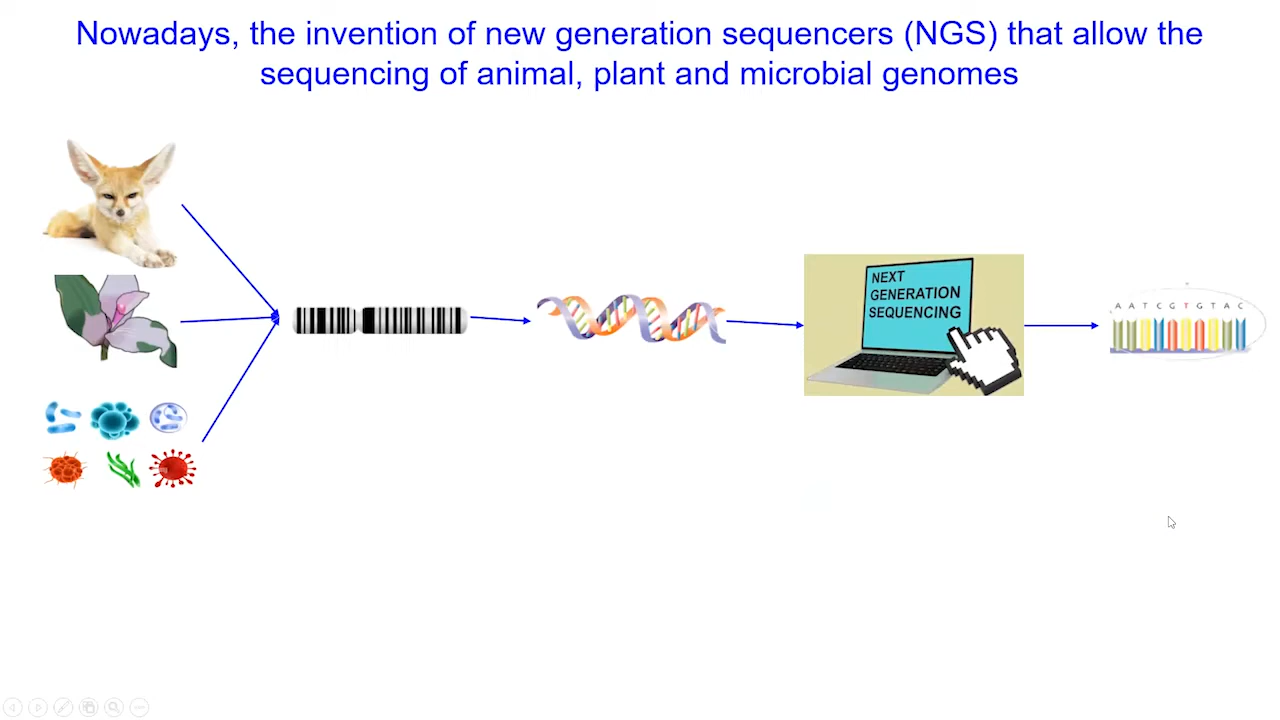 Nowadays, the invention of new generation sequencers (NGS) that allow the
sequencing of animal, plant and microbial genomes
NEXT
GENERATION
SEQUENCING
A A T C G T G T A C